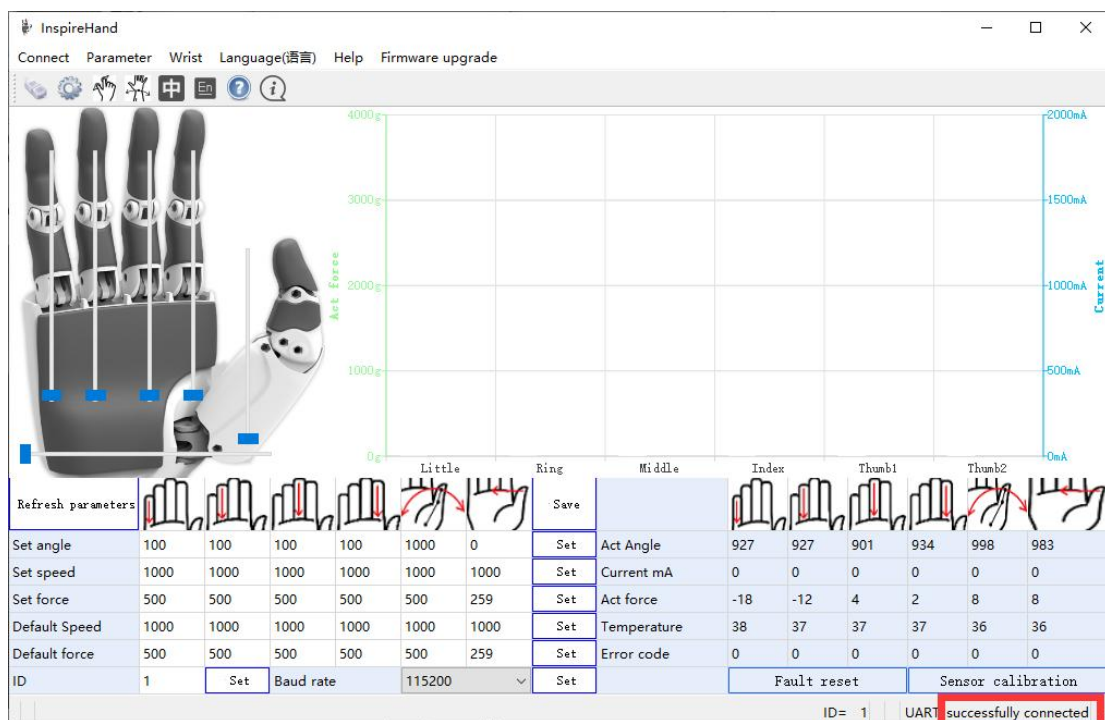 InspireHand
Connect Parameter Wrist Language(语言) Help Firmware upgrade
中 En ? i
4000g 2000mA
3000g 1500mA
Act force 2000g 1000mA Current
1000g 500mA
0g 0mA
Little Ring Middle Index Thumb1 Thumb2
Refresh parameters Save
Set angle 100 100 100 100 1000 0 Set Act Angle 927 927 901 934 998 983
Set speed 1000 1000 1000 1000 1000 1000 Set Current mA 0 0 0 0 0 0
Set force 500 500 500 500 500 259 Set Act force -18 -12 4 2 8 8
Default Speed 1000 1000 1000 1000 1000 1000 Set Temperature 38 37 37 37 36 36
Default force 500 500 500 500 500 259 Set Error code 0 0 0 0 0 0
ID 1 Set Baud rate 115200 Set Fault reset Sensor calibration
ID= 1 UART successfully connected